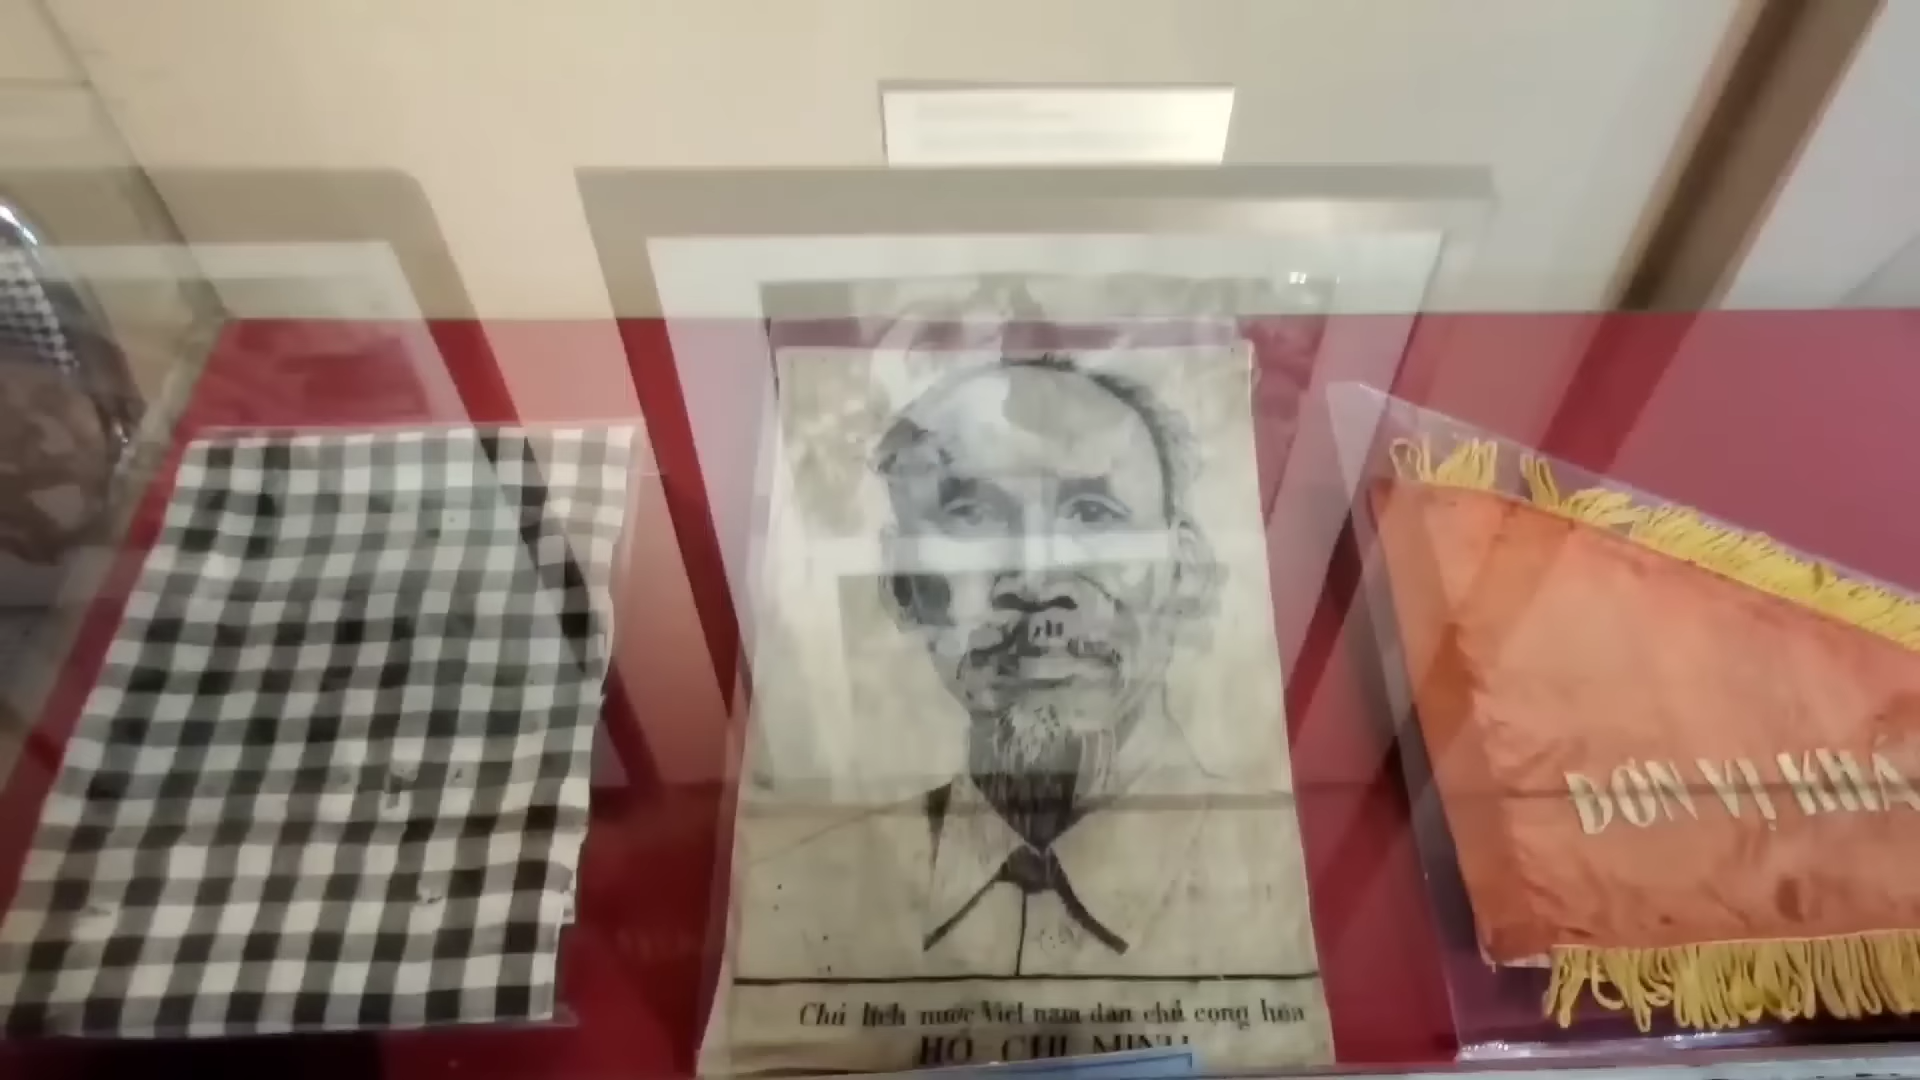 Chủ tịch nước Việt nam dân chủ cộng hòa
HỒ CHÍ MINH
ĐƠN VỊ KHÁ